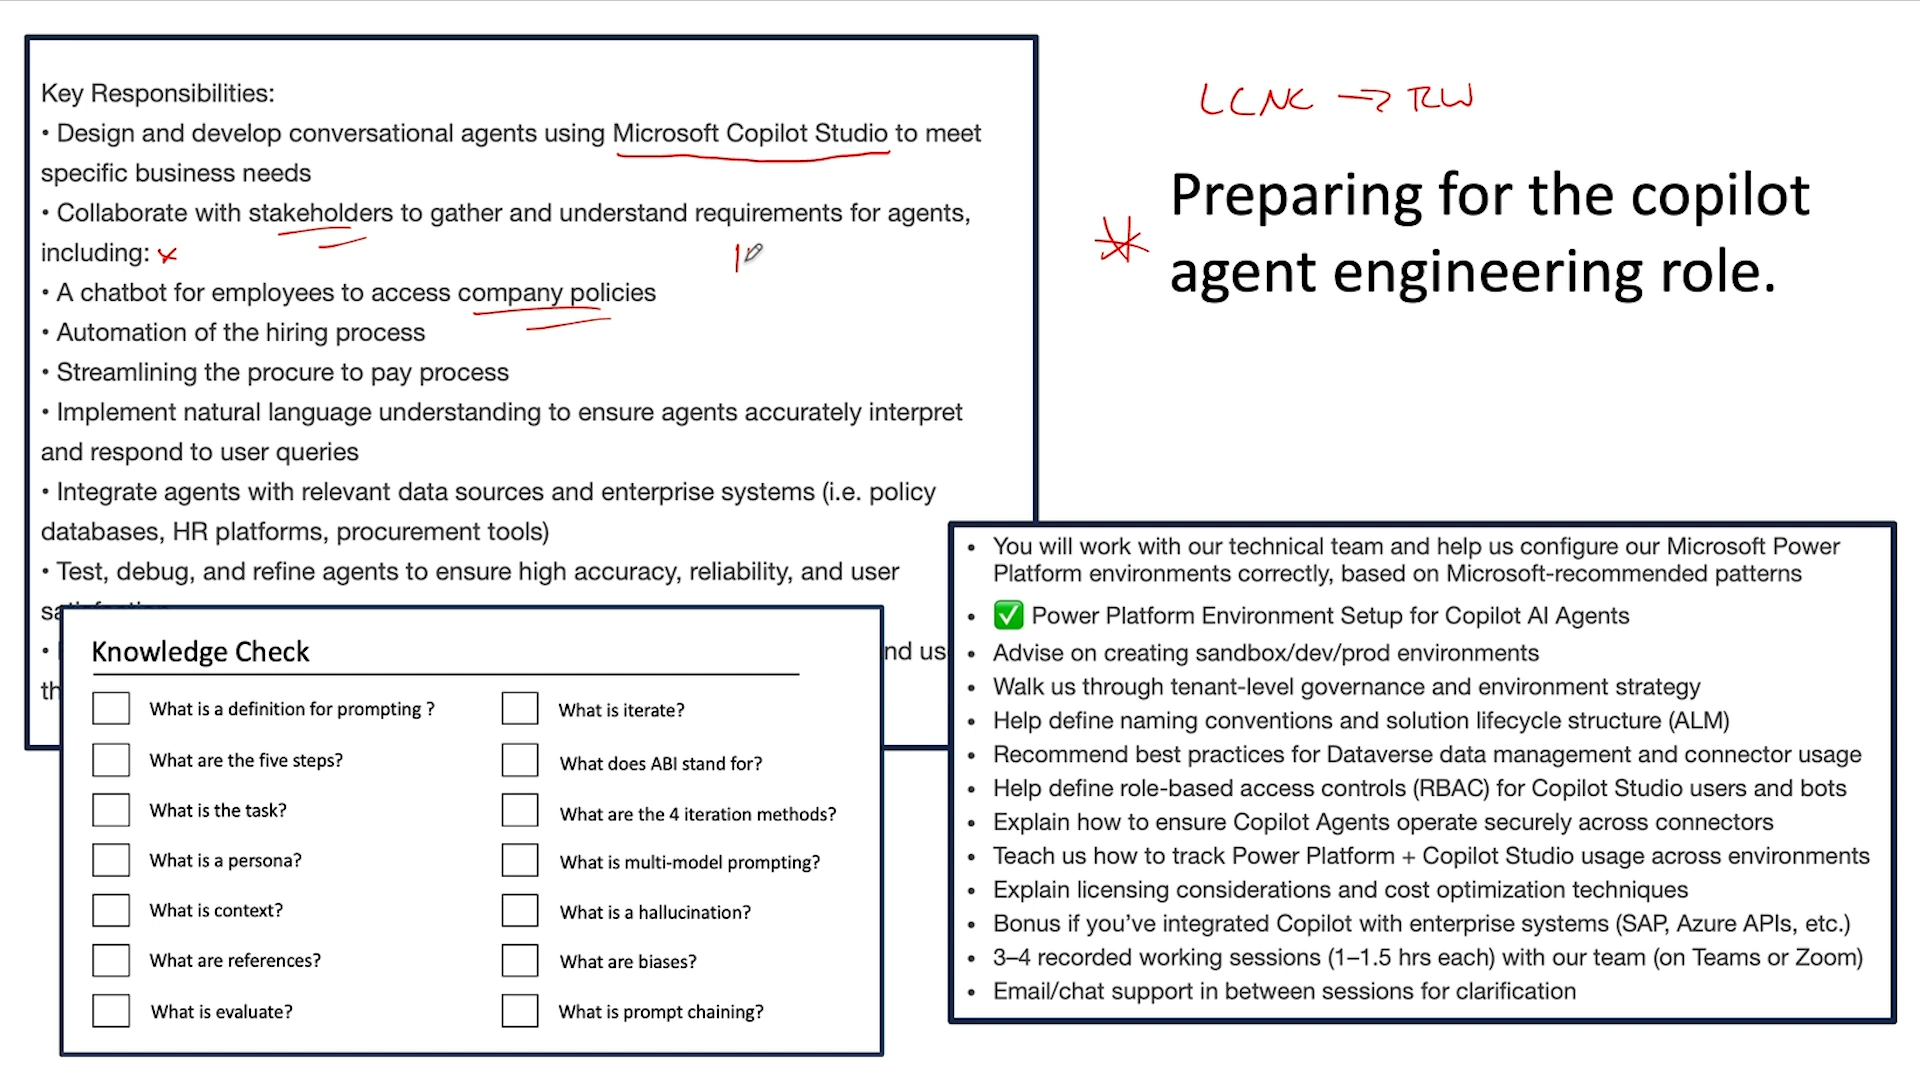 Key Responsibilities:
• Design and develop conversational agents using Microsoft Copilot Studio to meet
specific business needs
• Collaborate with stakeholders to gather and understand requirements for agents,
including:
• A chatbot for employees to access company policies
• Automation of the hiring process
• Streamlining the procure to pay process
• Implement natural language understanding to ensure agents accurately interpret
and respond to user queries
• Integrate agents with relevant data sources and enterprise systems (i.e. policy
databases, HR platforms, procurement tools)
• Test, debug, and refine agents to ensure high accuracy, reliability, and user
LCNC → RW
Preparing for the copilot
agent engineering role.
Knowledge Check
What is a definition for prompting ?
What are the five steps?
What is the task?
What is a persona?
What is context?
What are references?
What is evaluate?
What is iterate?
What does ABI stand for?
What are the 4 iteration methods?
What is multi-model prompting?
What is a hallucination?
What are biases?
What is prompt chaining?
• You will work with our technical team and help us configure our Microsoft Power
Platform environments correctly, based on Microsoft-recommended patterns
• ✅ Power Platform Environment Setup for Copilot AI Agents
• Advise on creating sandbox/dev/prod environments
• Walk us through tenant-level governance and environment strategy
• Help define naming conventions and solution lifecycle structure (ALM)
• Recommend best practices for Dataverse data management and connector usage
• Help define role-based access controls (RBAC) for Copilot Studio users and bots
• Explain how to ensure Copilot Agents operate securely across connectors
• Teach us how to track Power Platform + Copilot Studio usage across environments
• Explain licensing considerations and cost optimization techniques
• Bonus if you’ve integrated Copilot with enterprise systems (SAP, Azure APIs, etc.)
• 3–4 recorded working sessions (1–1.5 hrs each) with our team (on Teams or Zoom)
• Email/chat support in between sessions for clarification